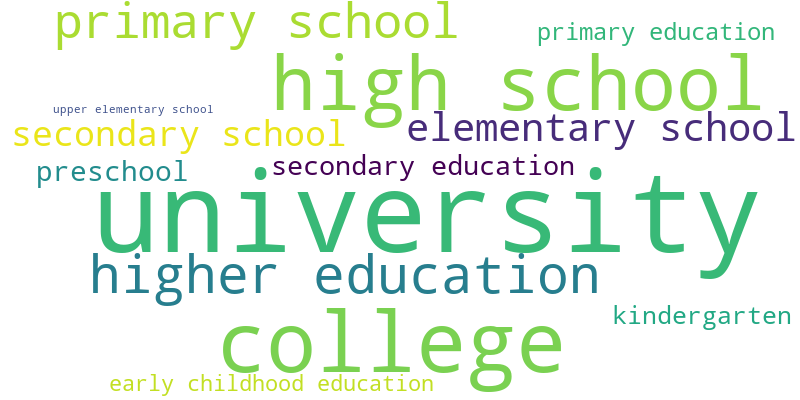 primary school
primary education
high school
upper elementary school
secondary school
elementary school
preschool
secondary education
university
higher education
kindergarten
college
early childhood education